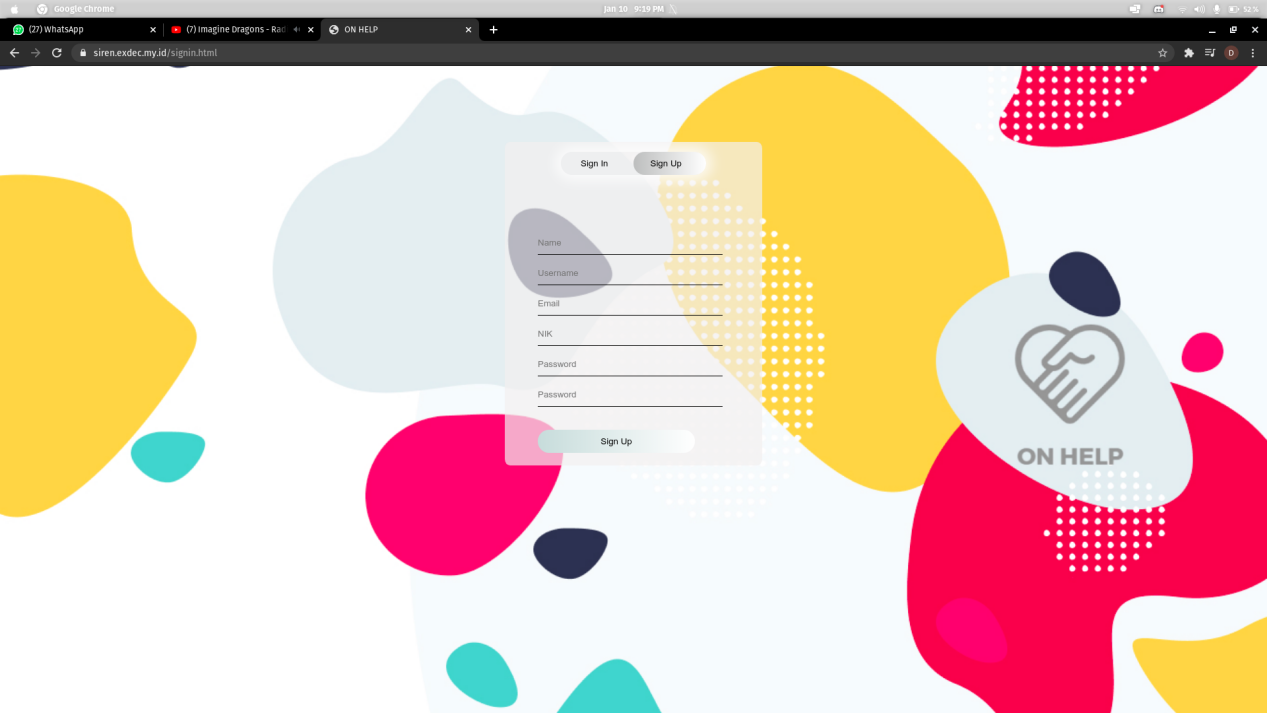 Google Chrome
Jan 10 9:19 PM
52 %
(27) WhatsApp
(7) Imagine Dragons - Rad
ON HELP
siren.exdec.my.id/signin.html
D
Sign In
Sign Up
Name
Username
Email
NIK
Password
Password
Sign Up
ON HELP